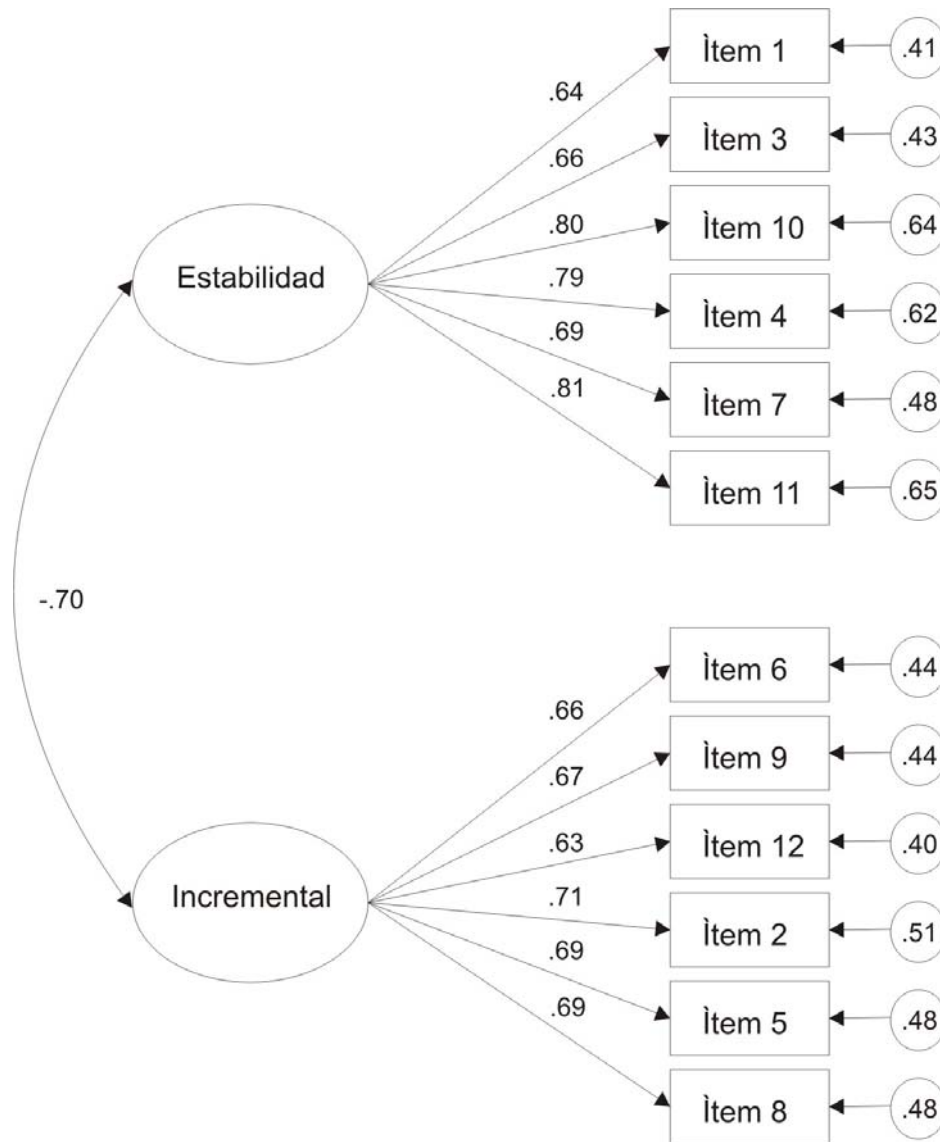 Ìtem 1
.41
.64
Ìtem 3
.43
.66
Ìtem 10
.64
.80
Estabilidad
Ìtem 4
.62
.79
Ìtem 7
.48
.69
Ìtem 11
.65
.81
-.70
Ìtem 6
.44
.66
Ìtem 9
.44
.67
Ìtem 12
.40
.63
Incremental
Ìtem 2
.51
.71
Ìtem 5
.48
.69
Ìtem 8
.48
.69